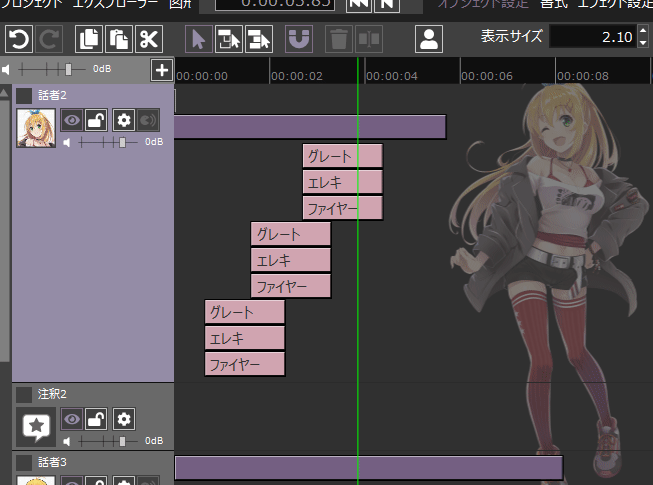 プロジェクト エクスプローラー 図形
0:00:03.85
オブジェクト設定 書式 エフェクト設定
表示サイズ 2.10
0dB
00:00:00 00:00:02 00:00:04 00:00:06 00:00:08
話者2
0dB
グレート
エレキ
ファイヤー
グレート
エレキ
ファイヤー
グレート
エレキ
ファイヤー
注釈2
0dB
話者3